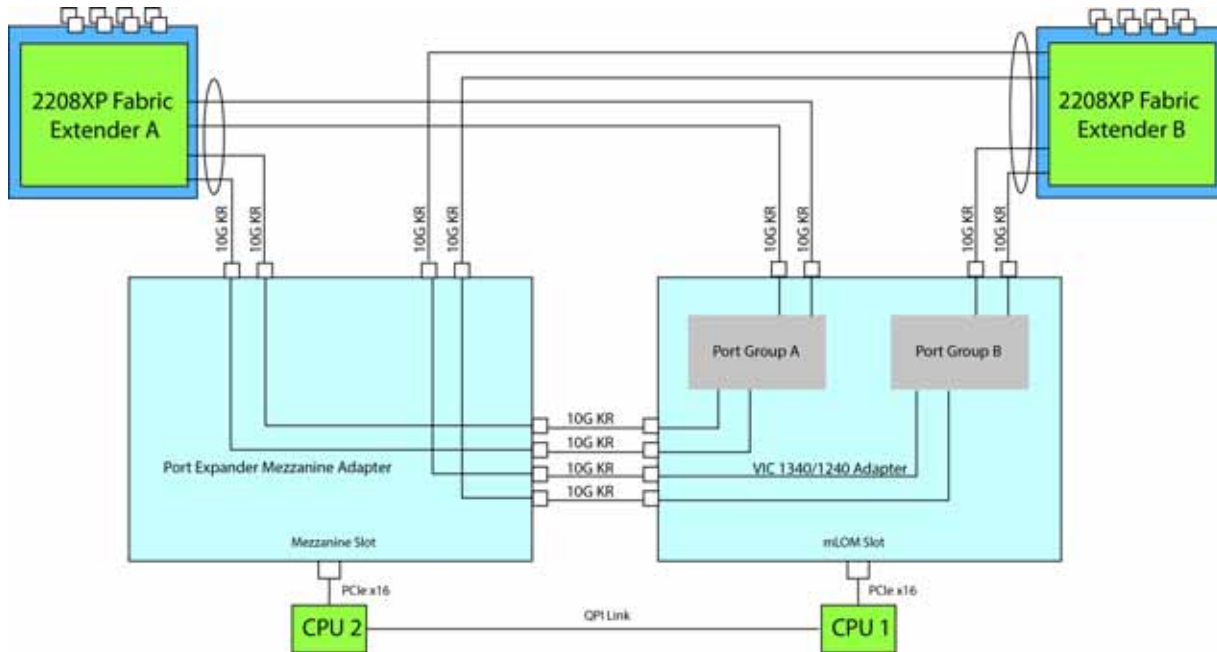 2208XP Fabric
Extender A
2208XP Fabric
Extender B
10G KR
10G KR
10G KR
10G KR
10G KR
10G KR
10G KR
10G KR
Port Group A
Port Group B
10G KR
10G KR
10G KR
10G KR
Port Expander Mezzanine Adapter
VIC 1340/1240 Adapter
Mezzanine Slot
mLOM Slot
PCIe x16
PCIe x16
QPI Link
CPU 2
CPU 1